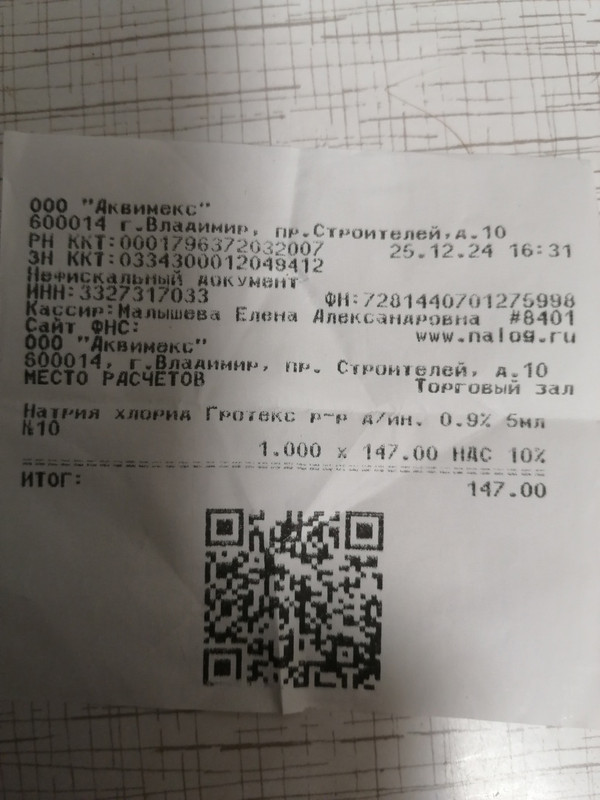 ООО "Аквимекс"
600014 г.Владимир, пр.Строителей,д.10
РН ККТ:0001796372032007 25.12.24 16:31
ЗН ККТ:0334300012049412
Нефискальный документ
ИНН:3327317033 ФН:7281440701275998
Кассир:Малышева Елена Александровна #8401
Сайт ФНС: www.nalog.ru
ООО "Аквимекс"
600014, г.Владимир, пр. Строителей, д.10
МЕСТО РАСЧЕТОВ Торговый зал
Натрия хлорид Гротекс р-р д/ин. 0.9% 5мл
№10
1.000 x 147.00 НДС 10%
ИТОГ: 147.00